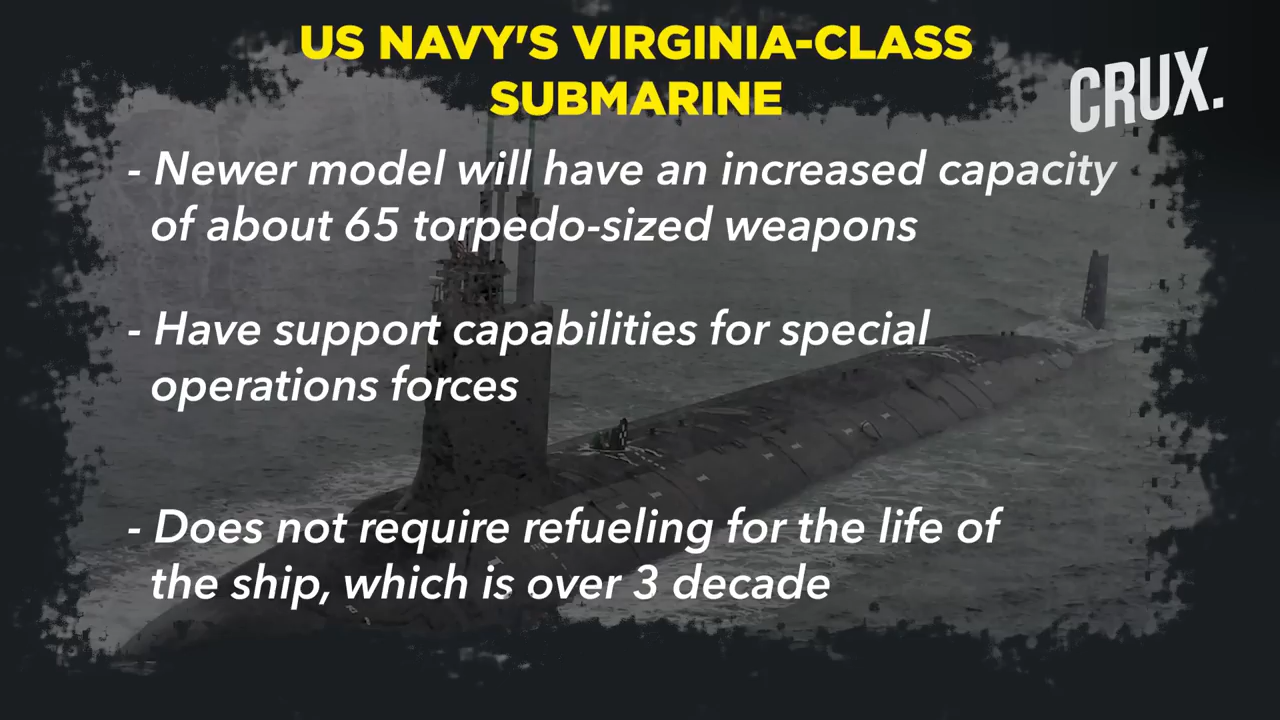 US NAVY'S VIRGINIA-CLASS
SUBMARINE
CRUX.
- Newer model will have an increased capacity
of about 65 torpedo-sized weapons
- Have support capabilities for special
operations forces
- Does not require refueling for the life of
the ship, which is over 3 decade